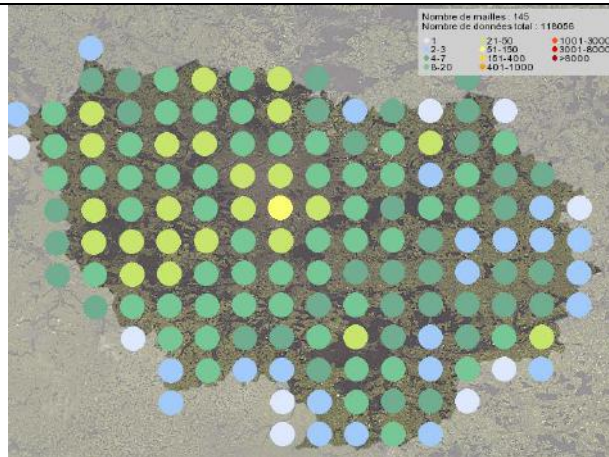 Nombre de mailles : 145
Nombre de données total : 118056
1 21-50 1001-3000
2-3 51-150 3001-8000
4-7 151-400 >8000
8-20 401-1000